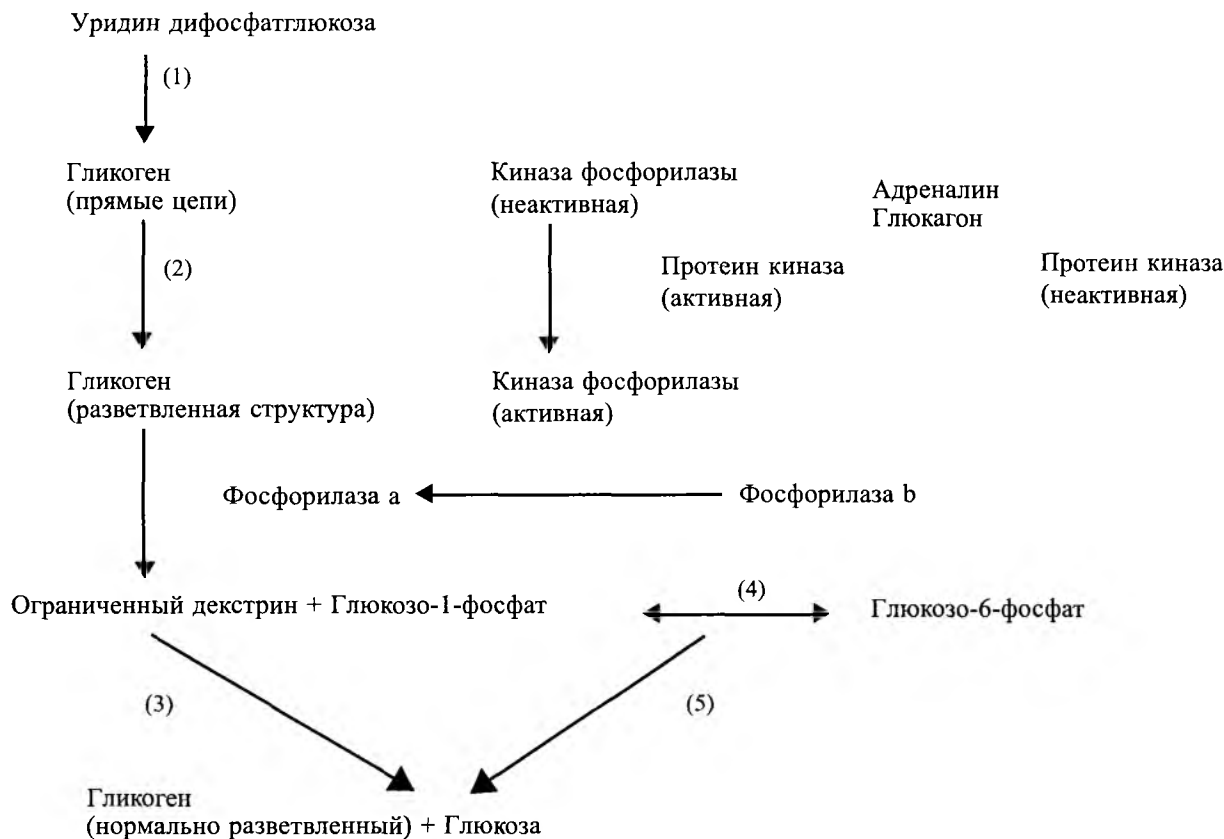 Уридин дифосфатглюкоза
(1)
Гликоген
(прямые цепи)
Киназа фосфорилазы
(неактивная)
Адреналин
Глюкагон
(2)
Протеин киназа
(активная)
Протеин киназа
(неактивная)
Гликоген
(разветвленная структура)
Киназа фосфорилазы
(активная)
Фосфорилаза a
Фосфорилаза b
Ограниченный декстрин + Глюкозо-1-фосфат
(4)
Глюкозо-6-фосфат
(3)
(5)
Гликоген
(нормально разветвленный) + Глюкоза